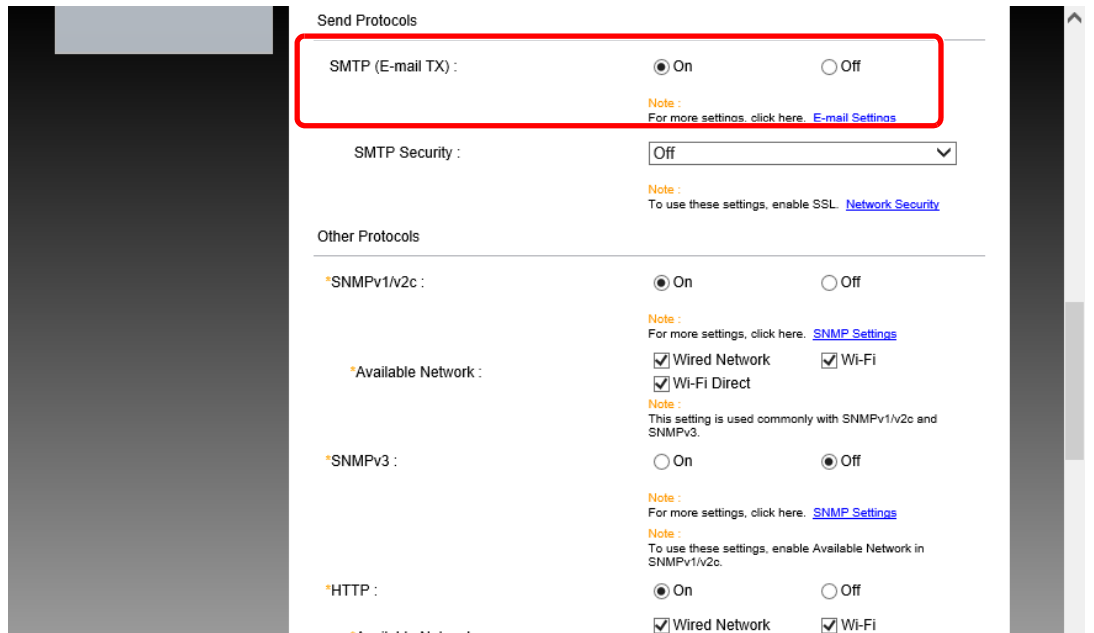 Send Protocols
SMTP (E-mail TX) : On Off
Note :
For more settings, click here. E-mail Settings
SMTP Security : Off
Note :
To use these settings, enable SSL. Network Security
Other Protocols
*SNMPv1/v2c : On Off
Note :
For more settings, click here. SNMP Settings
*Available Network : Wired Network Wi-Fi
Wi-Fi Direct
Note :
This setting is used commonly with SNMPv1/v2c and
SNMPv3.
*SNMPv3 : On Off
Note :
For more settings, click here. SNMP Settings
Note :
To use these settings, enable Available Network in
SNMPv1/v2c.
*HTTP : On Off
Wired Network Wi-Fi